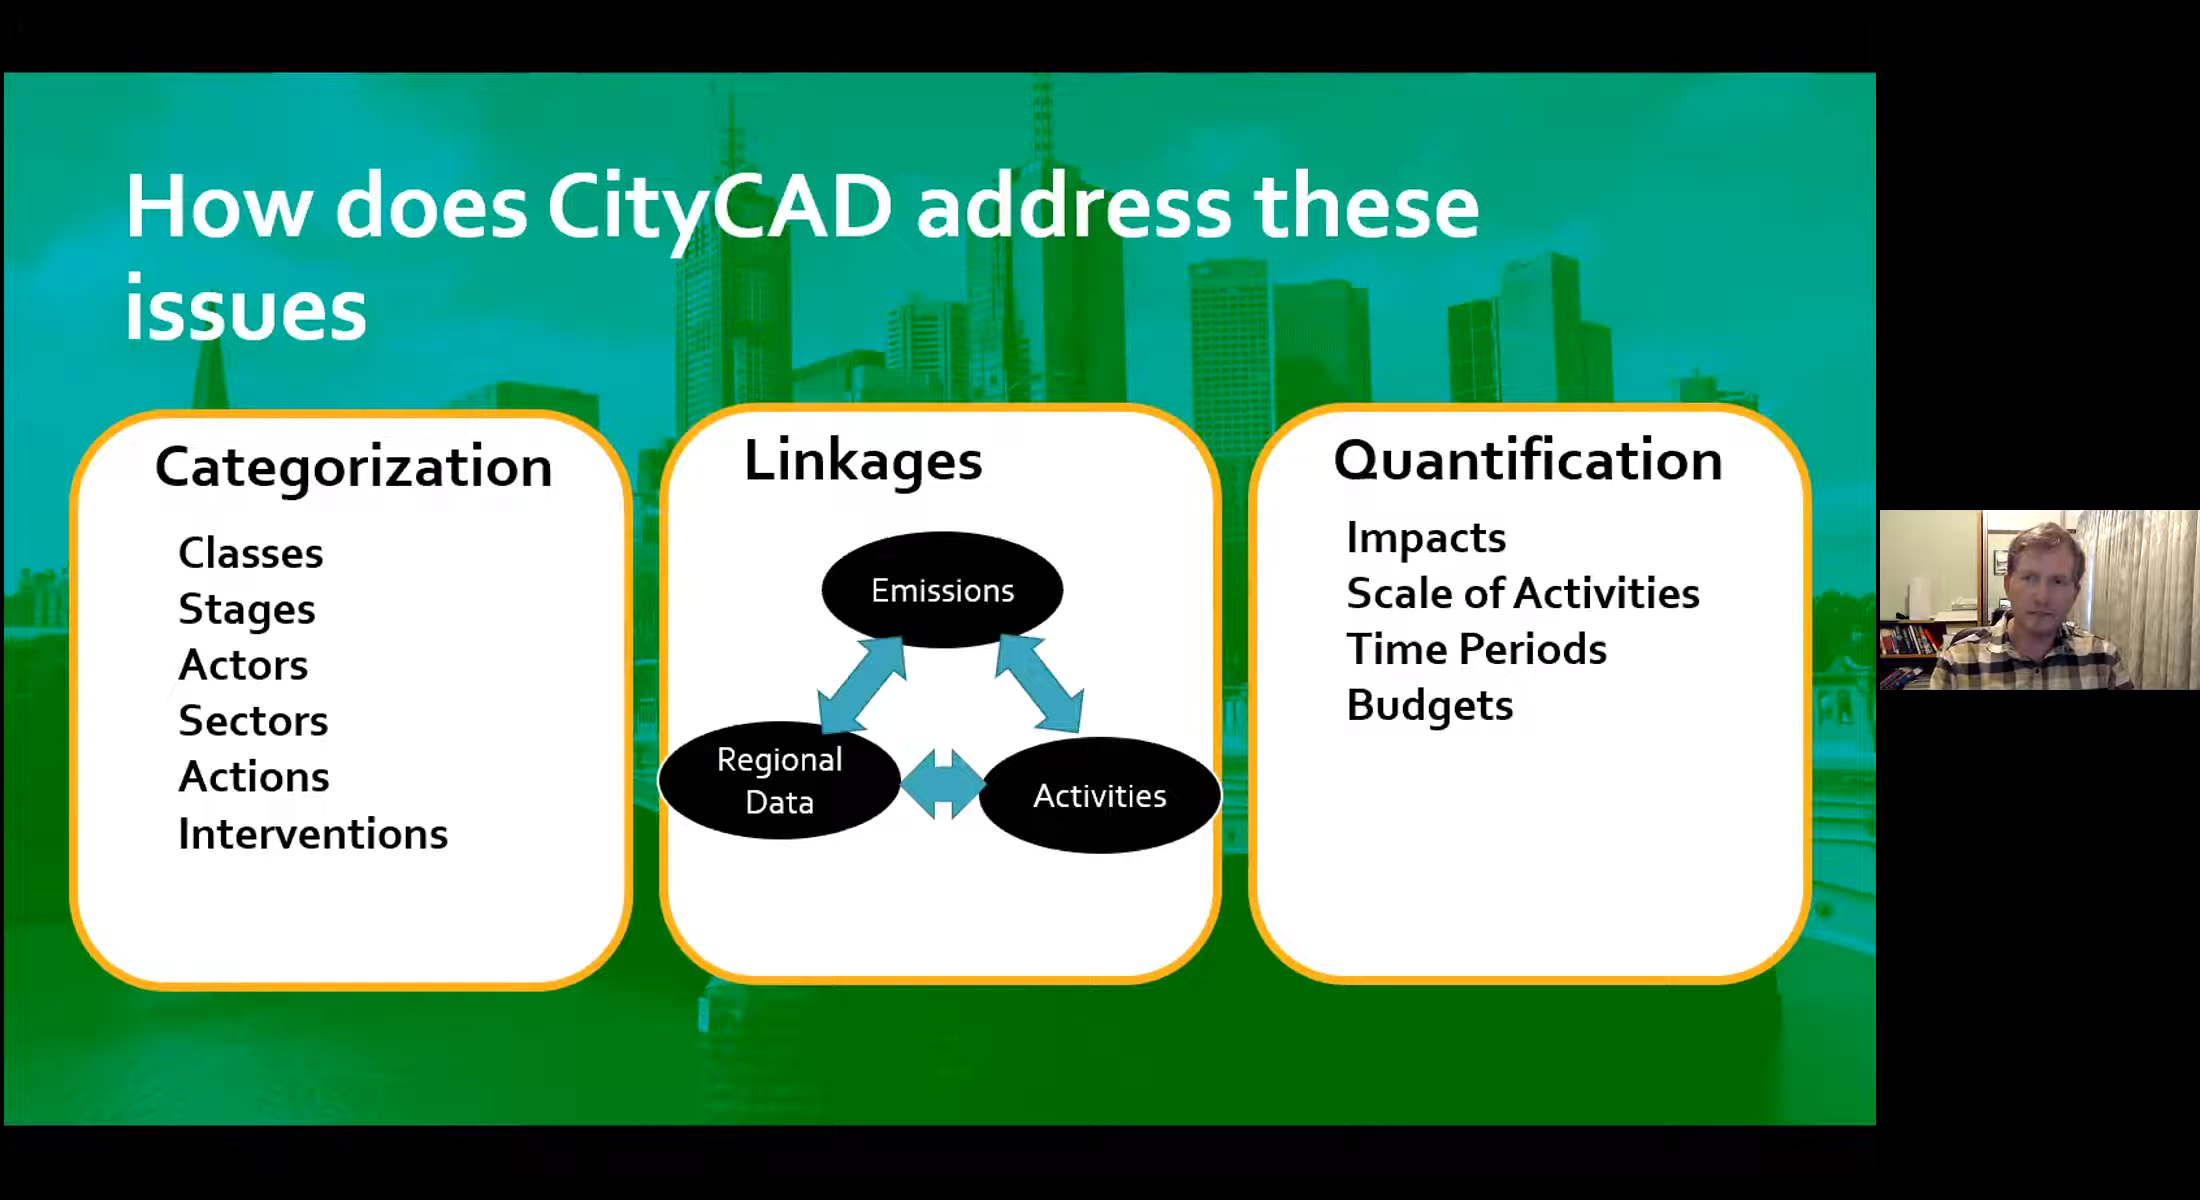 How does CityCAD address these
issues
Categorization
Classes
Stages
Actors
Sectors
Actions
Interventions
Linkages
Emissions
Regional
Data
Activities
Quantification
Impacts
Scale of Activities
Time Periods
Budgets